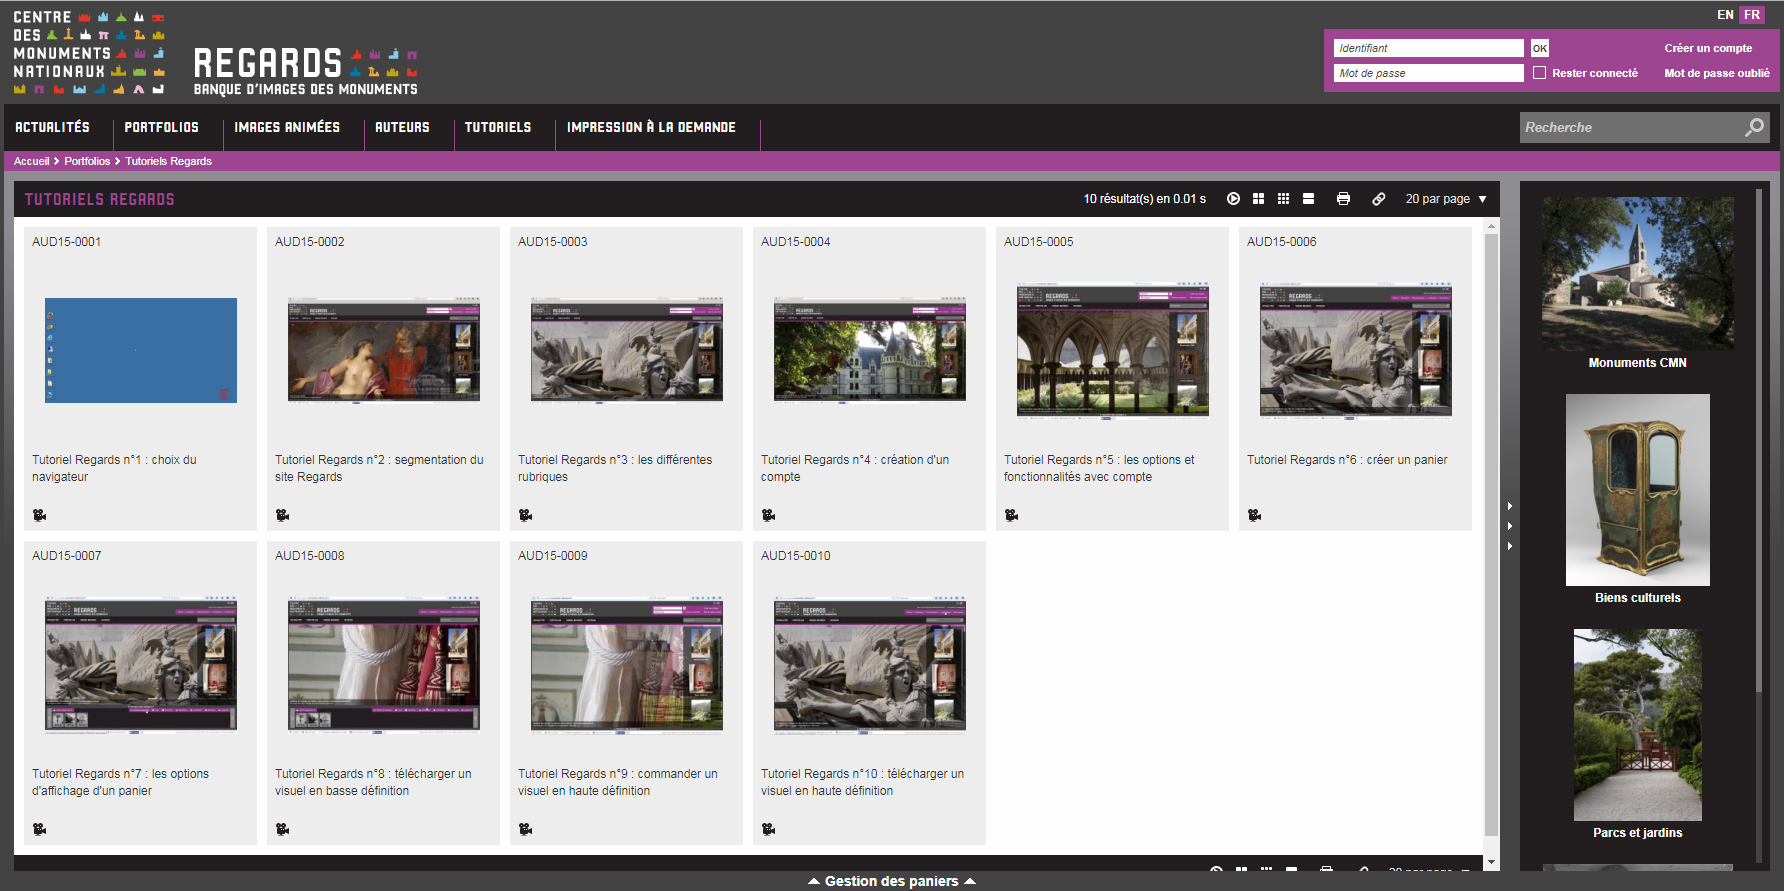 CENTRE
DES
MONUMENTS
NATIONAUX
REGARDS
BANQUE D'IMAGES DES MONUMENTS
EN FR
Identifiant OK Créer un compte
Mot de passe Rester connecté Mot de passe oublié
ACTUALITÉS PORTFOLIOS IMAGES ANIMÉES AUTEURS TUTORIELS IMPRESSION À LA DEMANDE Recherche
Accueil Portfolios Tutoriels Regards
TUTORIELS REGARDS 10 résultat(s) en 0.01 s 20 par page
AUD15-0001 AUD15-0002 AUD15-0003 AUD15-0004 AUD15-0005 AUD15-0006
Tutoriel Regards n°1 : choix du
navigateur
Tutoriel Regards n°2 : segmentation du
site Regards
Tutoriel Regards n°3 : les différentes
rubriques
Tutoriel Regards n°4 : création d'un
compte
Tutoriel Regards n°5 : les options et
fonctionnalités avec compte
Tutoriel Regards n°6 : créer un panier
AUD15-0007 AUD15-0008 AUD15-0009 AUD15-0010
Tutoriel Regards n°7 : les options
d'affichage d'un panier
Tutoriel Regards n°8 : télécharger un
visuel en basse définition
Tutoriel Regards n°9 : commander un
visuel en haute définition
Tutoriel Regards n°10 : télécharger un
visuel en haute définition
Monuments CMN
Biens culturels
Parcs et jardins
20 par page
Gestion des paniers